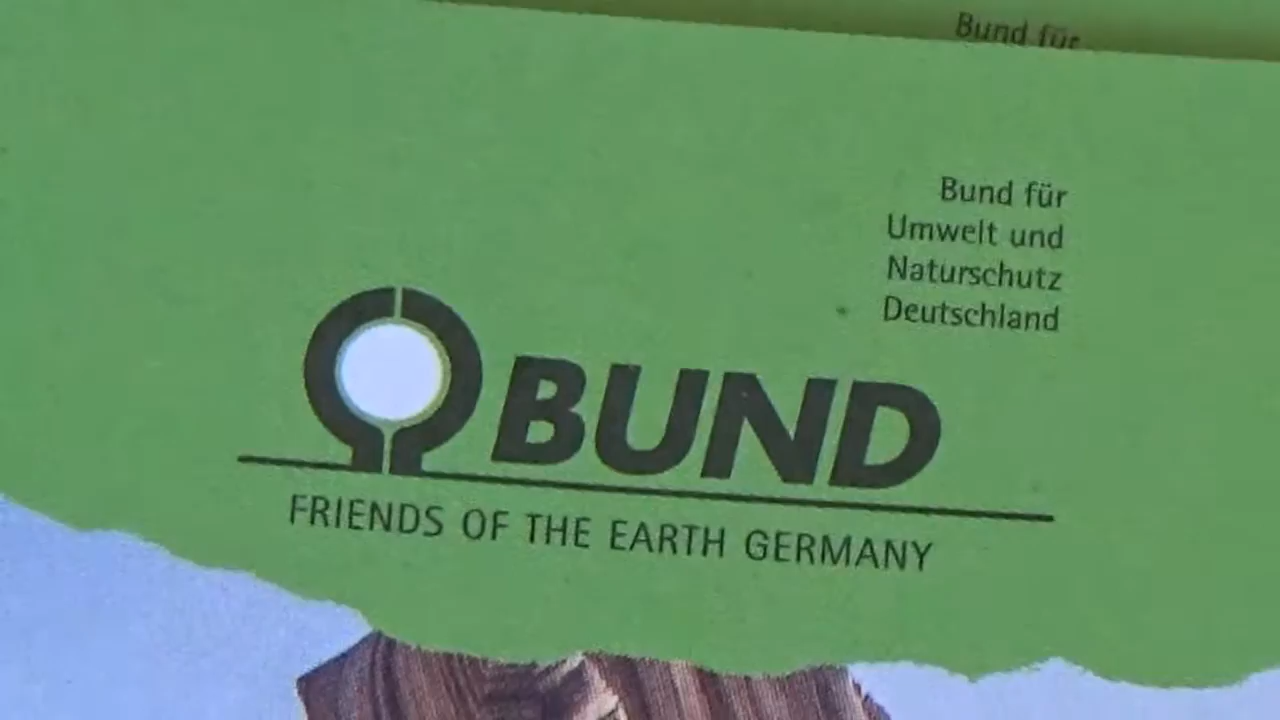 Bund für
Bund für
Umwelt und
Naturschutz
Deutschland
BUND
FRIENDS OF THE EARTH GERMANY